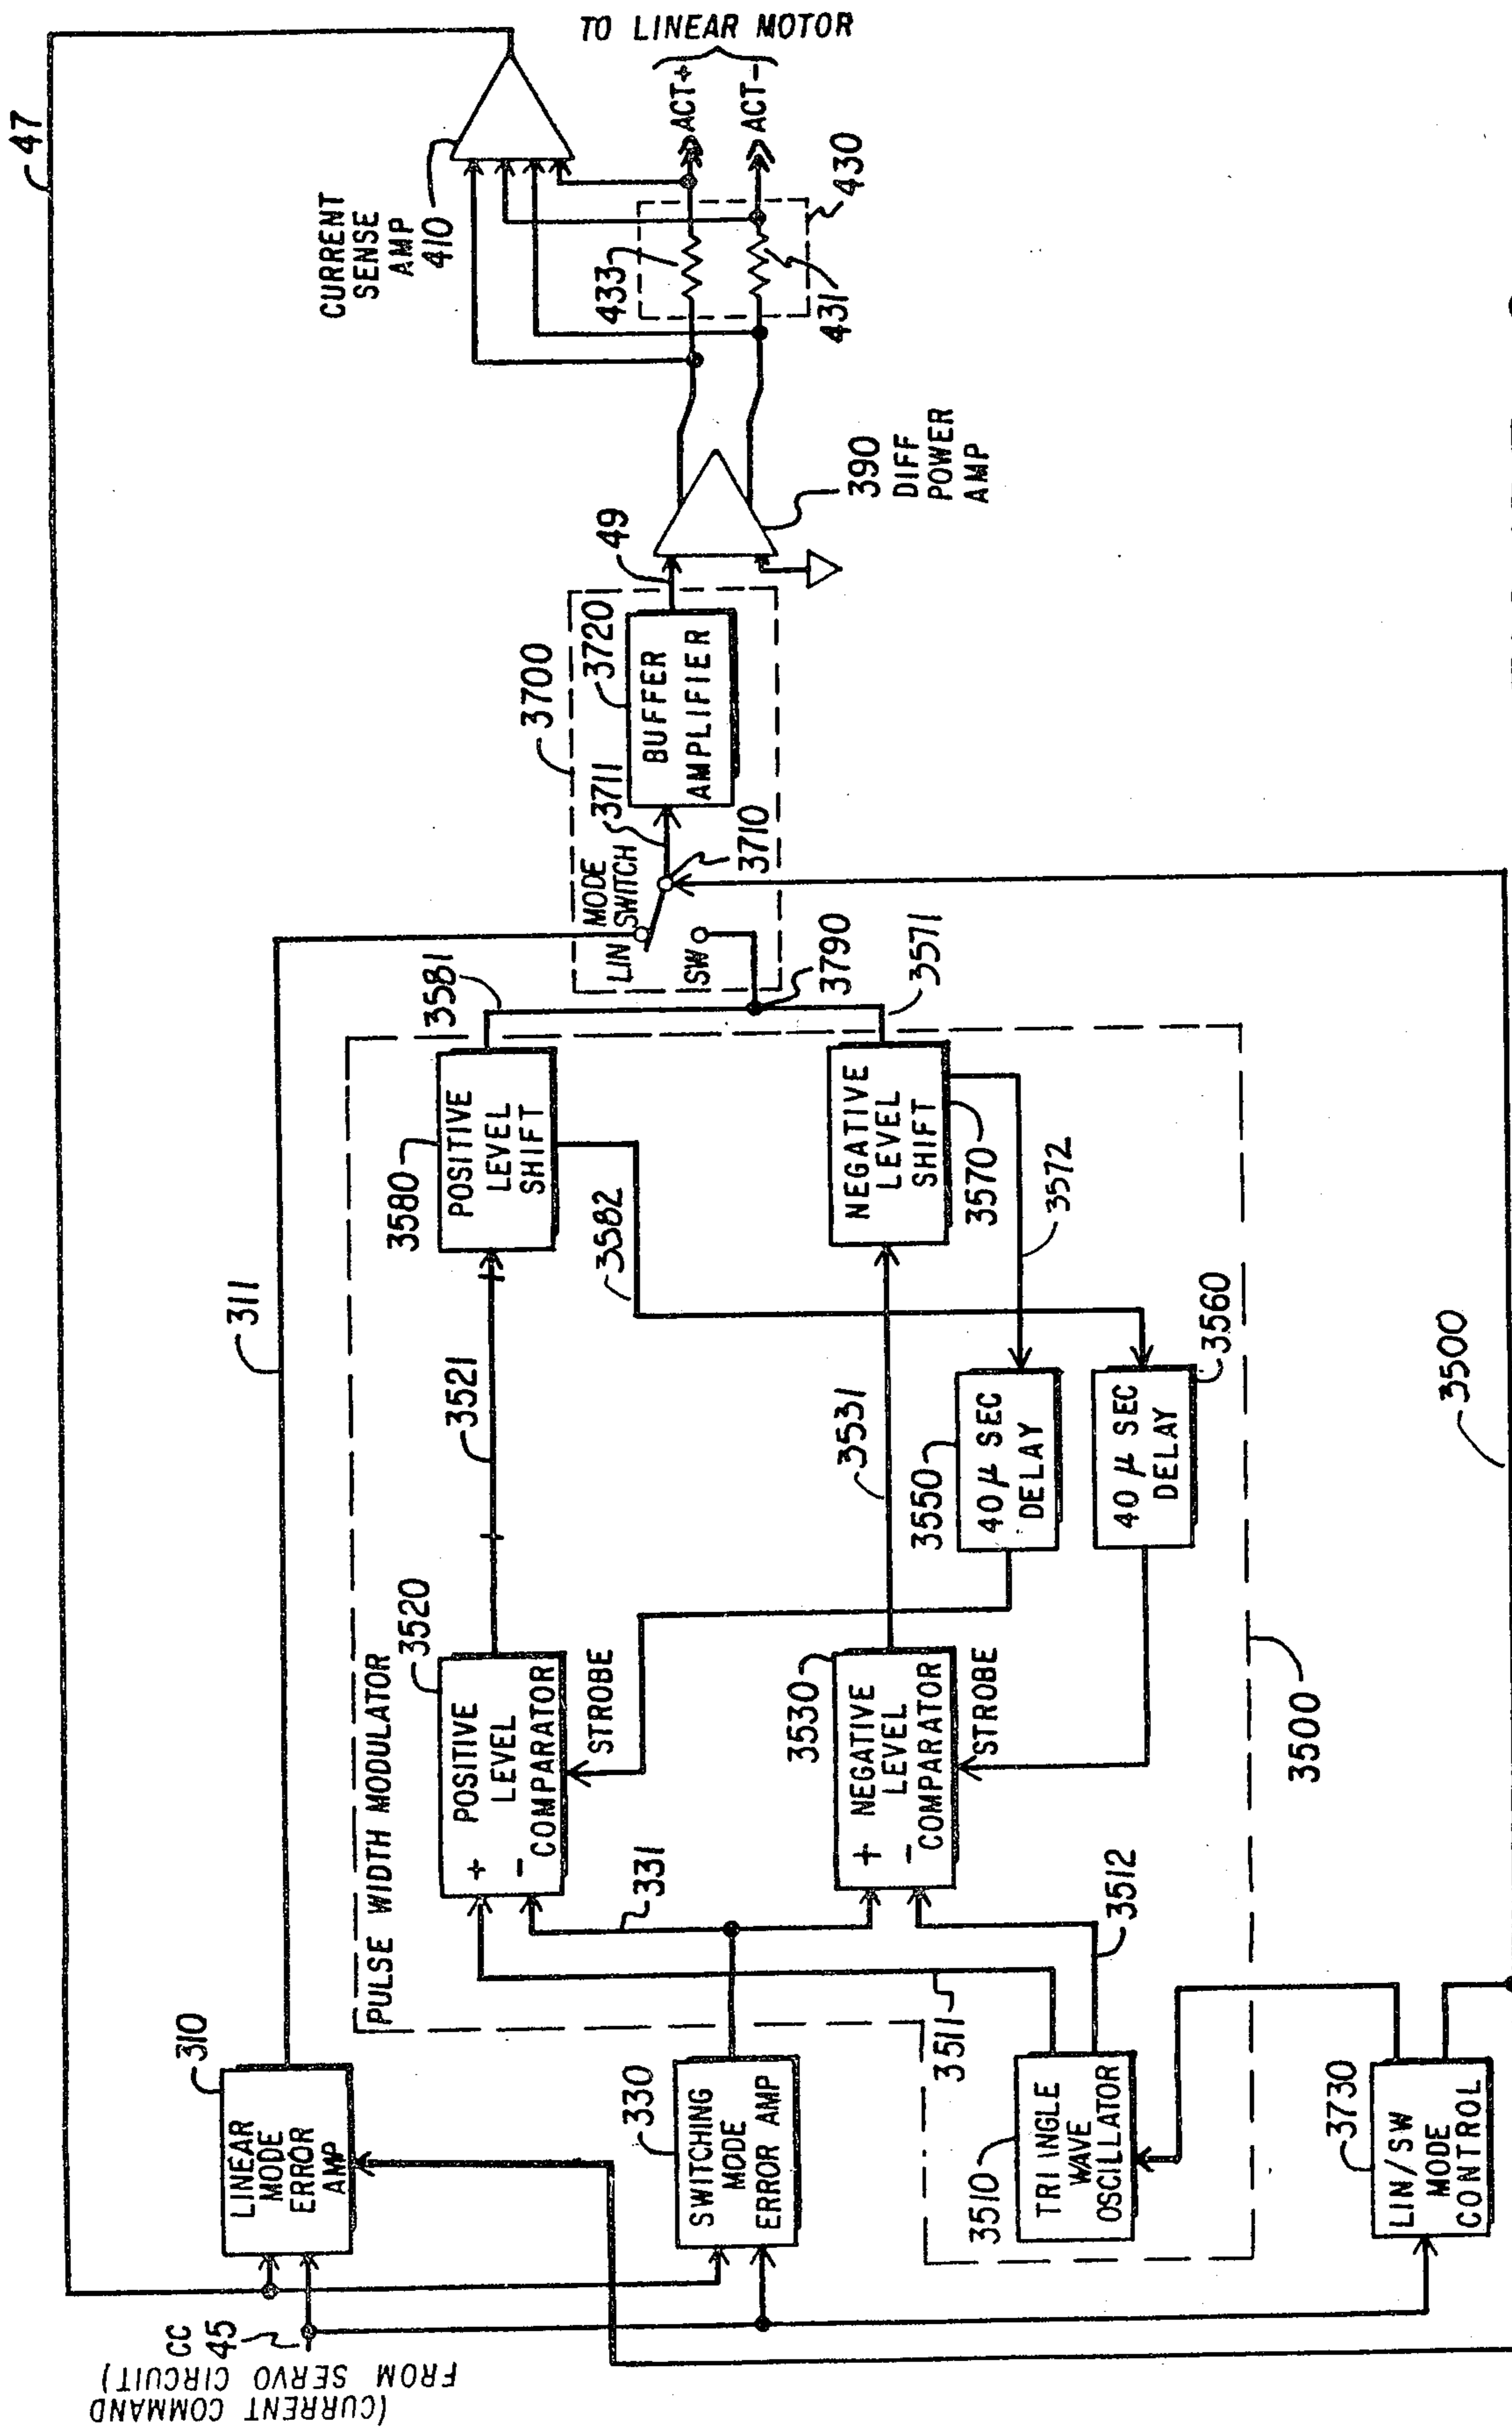 47
TO LINEAR MOTOR
CURRENT
SENSE
AMP
410
ACT+
ACT-
433
431
430
390
DIFF
POWER
AMP
49
3700
3720
BUFFER
AMPLIFIER
3711
3710
MODE
SWITCH
LIN
SW
3790
3581
3571
311
3580
POSITIVE
LEVEL
SHIFT
3582
NEGATIVE
LEVEL
SHIFT
3570
3572
3521
3531
3550
40 μ SEC
DELAY
3560
40 μ SEC
DELAY
3500
PULSE WIDTH MODULATOR
3520
+ POSITIVE
LEVEL
- COMPARATOR
STROBE
3530
+ NEGATIVE
LEVEL
- COMPARATOR
STROBE
3500
331
3512
3511
310
LINEAR
MODE
ERROR
AMP
330
SWITCHING
MODE
ERROR AMP
3510
TRIANGLE
WAVE
OSCILLATOR
3730
LIN/SW
MODE
CONTROL
CC
45
(CURRENT COMMAND
FROM SERVO CIRCUIT)